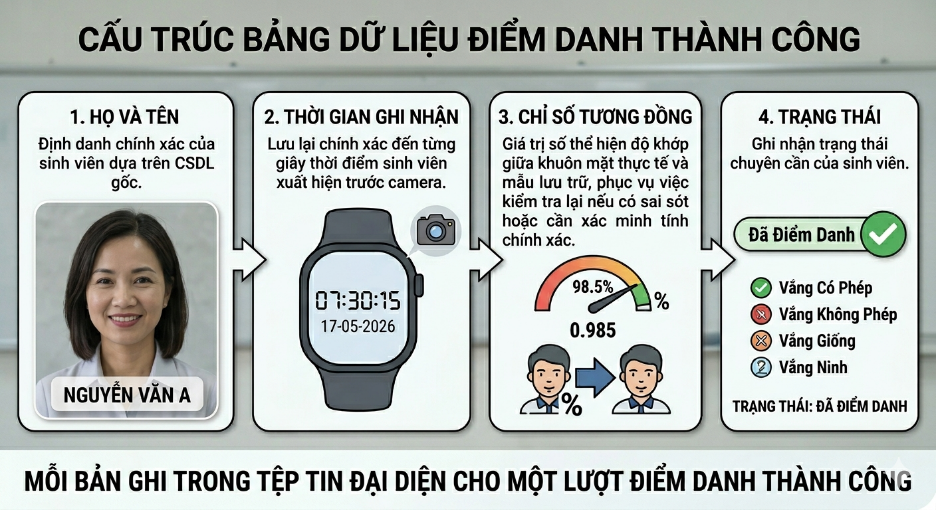 CẤU TRÚC BẢNG DỮ LIỆU ĐIỂM DANH THÀNH CÔNG
1. HỌ VÀ TÊN
Định danh chính xác của
sinh viên dựa trên CSDL
gốc.
NGUYỄN VĂN A
2. THỜI GIAN GHI NHẬN
Lưu lại chính xác đến từng
giây thời điểm sinh viên
xuất hiện trước camera.
07:30:15
17-05-2026
3. CHỈ SỐ TƯƠNG ĐỒNG
Giá trị số thể hiện độ khớp
giữa khuôn mặt thực tế và
mẫu lưu trữ, phục vụ việc
kiểm tra lại nếu có sai sót
hoặc cần xác minh tính
chính xác.
98.5%
%
0.985
%
4. TRẠNG THÁI
Ghi nhận trạng thái
chuyên cần của sinh viên.
Đã Điểm Danh
Vắng Có Phép
Vắng Không Phép
Vắng Giống
2 Vắng Ninh
TRẠNG THÁI: ĐÃ ĐIỂM DANH
MỖI BẢN GHI TRONG TỆP TIN ĐẠI DIỆN CHO MỘT LƯỢT ĐIỂM DANH THÀNH CÔNG